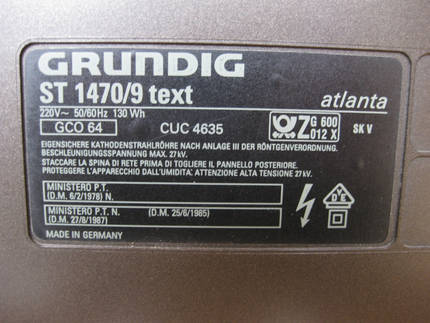 GRUNDIG
ST 1470/9 text
atlanta
220V~ 50/60Hz 130 Wh
GCO 64
CUC 4635
Z G 600 012 X
SK V
EIGENSICHERE KATHODENSTRAHLRÖHRE NACH ANLAGE III DER RÖNTGENVERORDNUNG.
BESCHLEUNIGUNGSSPANNUNG MAX. 27 kV.
STACCARE LA SPINA DI RETE PRIMA DI TOGLIERE IL PANNELLO POSTERIORE.
PROTEGGERE L'APPARECCHIO DALL'UMIDITA' ATTENZIONE ALTA TENSIONE 27 kV.
MINISTERO P.T.
(D.M. 6/2/1978) N.
MINISTERO P.T. N. (D.M. 25/6/1985)
(D.M. 27/8/1987)
VDE
MADE IN GERMANY